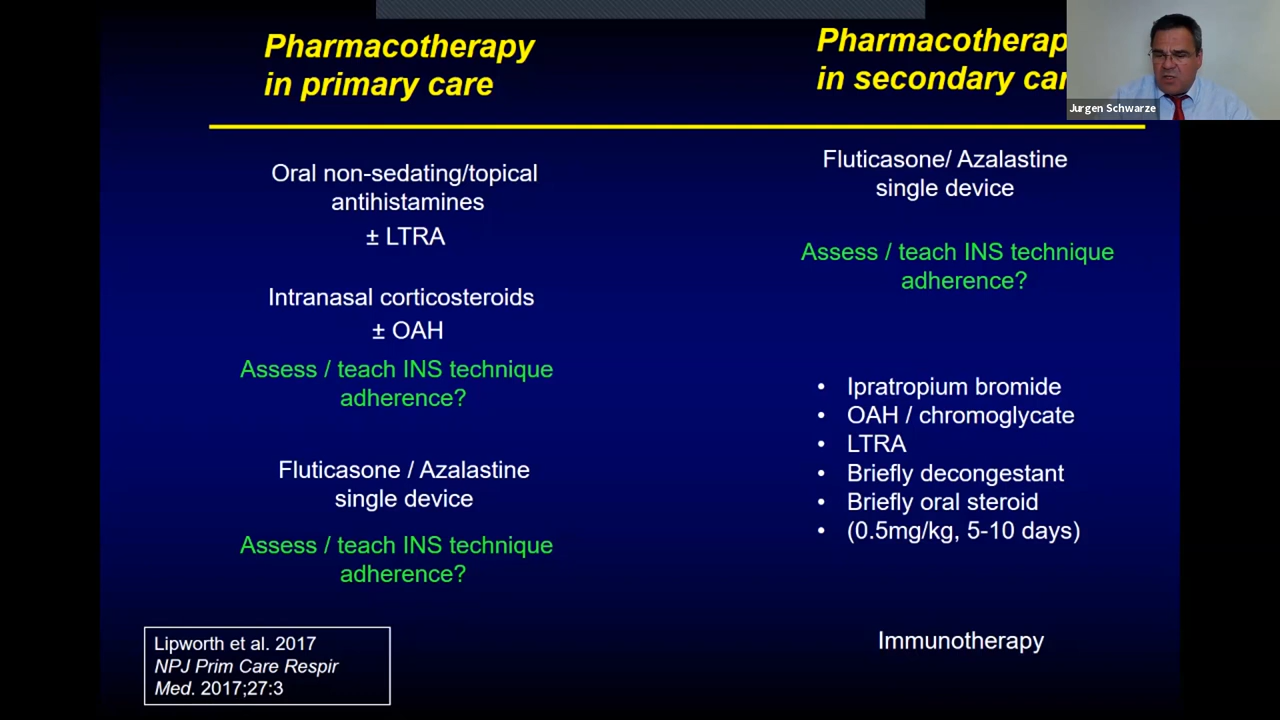 Pharmacotherapy
in primary care
Oral non-sedating/topical
antihistamines
± LTRA
Intranasal corticosteroids
± OAH
Assess / teach INS technique
adherence?
Fluticasone / Azalastine
single device
Assess / teach INS technique
adherence?
Lipworth et al. 2017
NPJ Prim Care Respir
Med. 2017;27:3
Pharmacotherap
in secondary car
Fluticasone/ Azalastine
single device
Assess / teach INS technique
adherence?
• Ipratropium bromide
• OAH / chromoglycate
• LTRA
• Briefly decongestant
• Briefly oral steroid
• (0.5mg/kg, 5-10 days)
Immunotherapy
Jurgen Schwarze